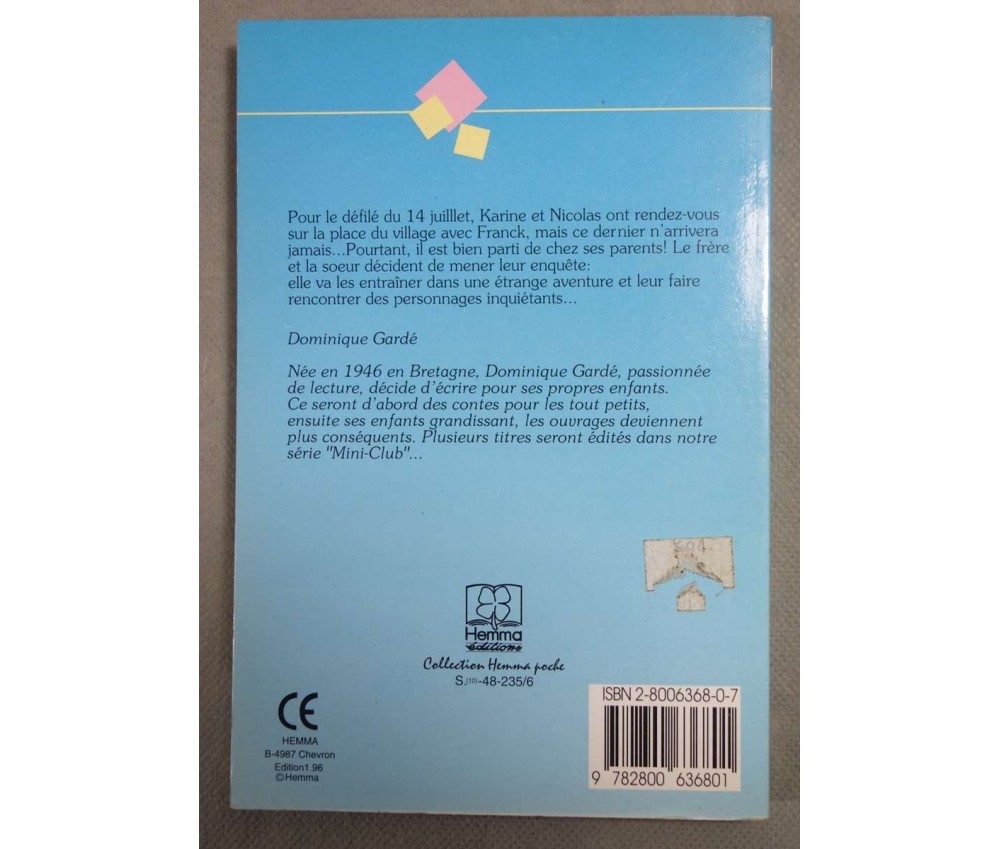 Pour le défilé du 14 juilllet, Karine et Nicolas ont rendez-vous
sur la place du village avec Franck, mais ce dernier n'arrivera
jamais...Pourtant, il est bien parti de chez ses parents! Le frère
et la soeur décident de mener leur enquête:
elle va les entraîner dans une étrange aventure et leur faire
rencontrer des personnages inquiétants...
Dominique Gardé
Née en 1946 en Bretagne, Dominique Gardé, passionnée
de lecture, décide d'écrire pour ses propres enfants.
Ce seront d'abord des contes pour les tout petits,
ensuite ses enfants grandissant, les ouvrages deviennent
plus conséquents. Plusieurs titres seront édités dans notre
série "Mini-Club"...
Hemma
éditions
Collection Hemma poche
S.(10)-48-235/6
CE
HEMMA
B-4987 Chevron
Edition1.96
©Hemma
ISBN 2-8006368-0-7
9 782800 636801